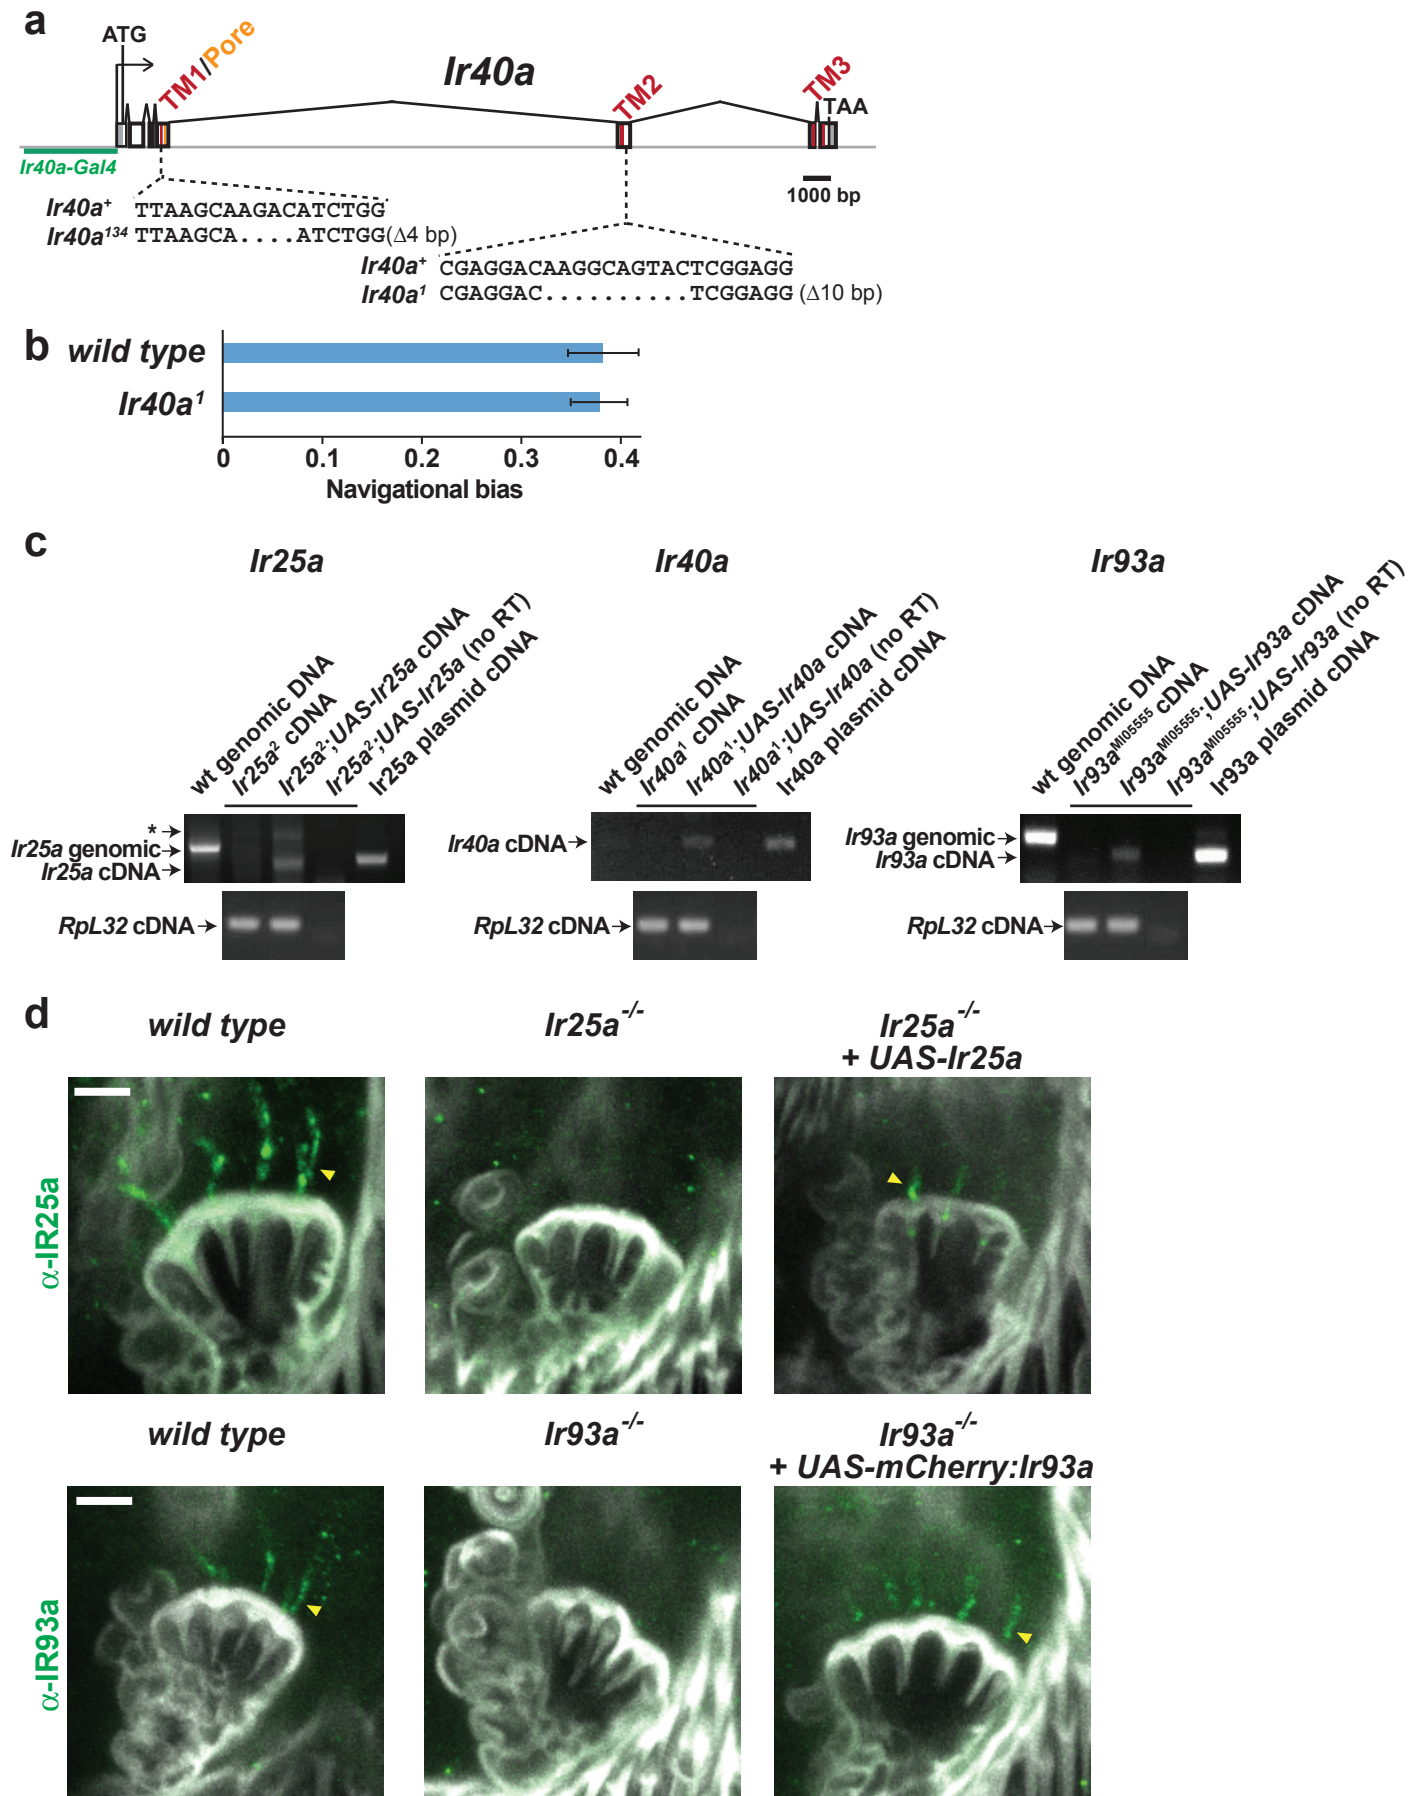 a
ATG
TM1/Pore
Ir40a
TM2
TM3
TAA
Ir40a-Gal4
1000 bp
Ir40a+ TTAAGCAAGACATCTGG
Ir40a134 TTAAGCA....ATCTGG(Δ4 bp)
Ir40a+ CGAGGACAAGGCAGTACTCGGAGG
Ir40a1 CGAGGAC..........TCGGAGG (Δ10 bp)
b
wild type
Ir40a1
0 0.1 0.2 0.3 0.4
Navigational bias
c
Ir25a
wt genomic DNA
Ir25a2 cDNA
Ir25a2;UAS-Ir25a cDNA
Ir25a2;UAS-Ir25a (no RT)
Ir25a plasmid cDNA
*
Ir25a genomic
Ir25a cDNA
RpL32 cDNA
Ir40a
wt genomic DNA
Ir40a1 cDNA
Ir40a1;UAS-Ir40a cDNA
Ir40a1;UAS-Ir40a (no RT)
Ir40a plasmid cDNA
Ir40a cDNA
RpL32 cDNA
Ir93a
wt genomic DNA
Ir93aMI05555 cDNA
Ir93aMI05555;UAS-Ir93a cDNA
Ir93aMI05555;UAS-Ir93a (no RT)
Ir93a plasmid cDNA
Ir93a genomic
Ir93a cDNA
RpL32 cDNA
d
wild type
Ir25a-/-
Ir25a-/-
+ UAS-Ir25a
α-IR25a
wild type
Ir93a-/-
Ir93a-/-
+ UAS-mCherry:Ir93a
α-IR93a